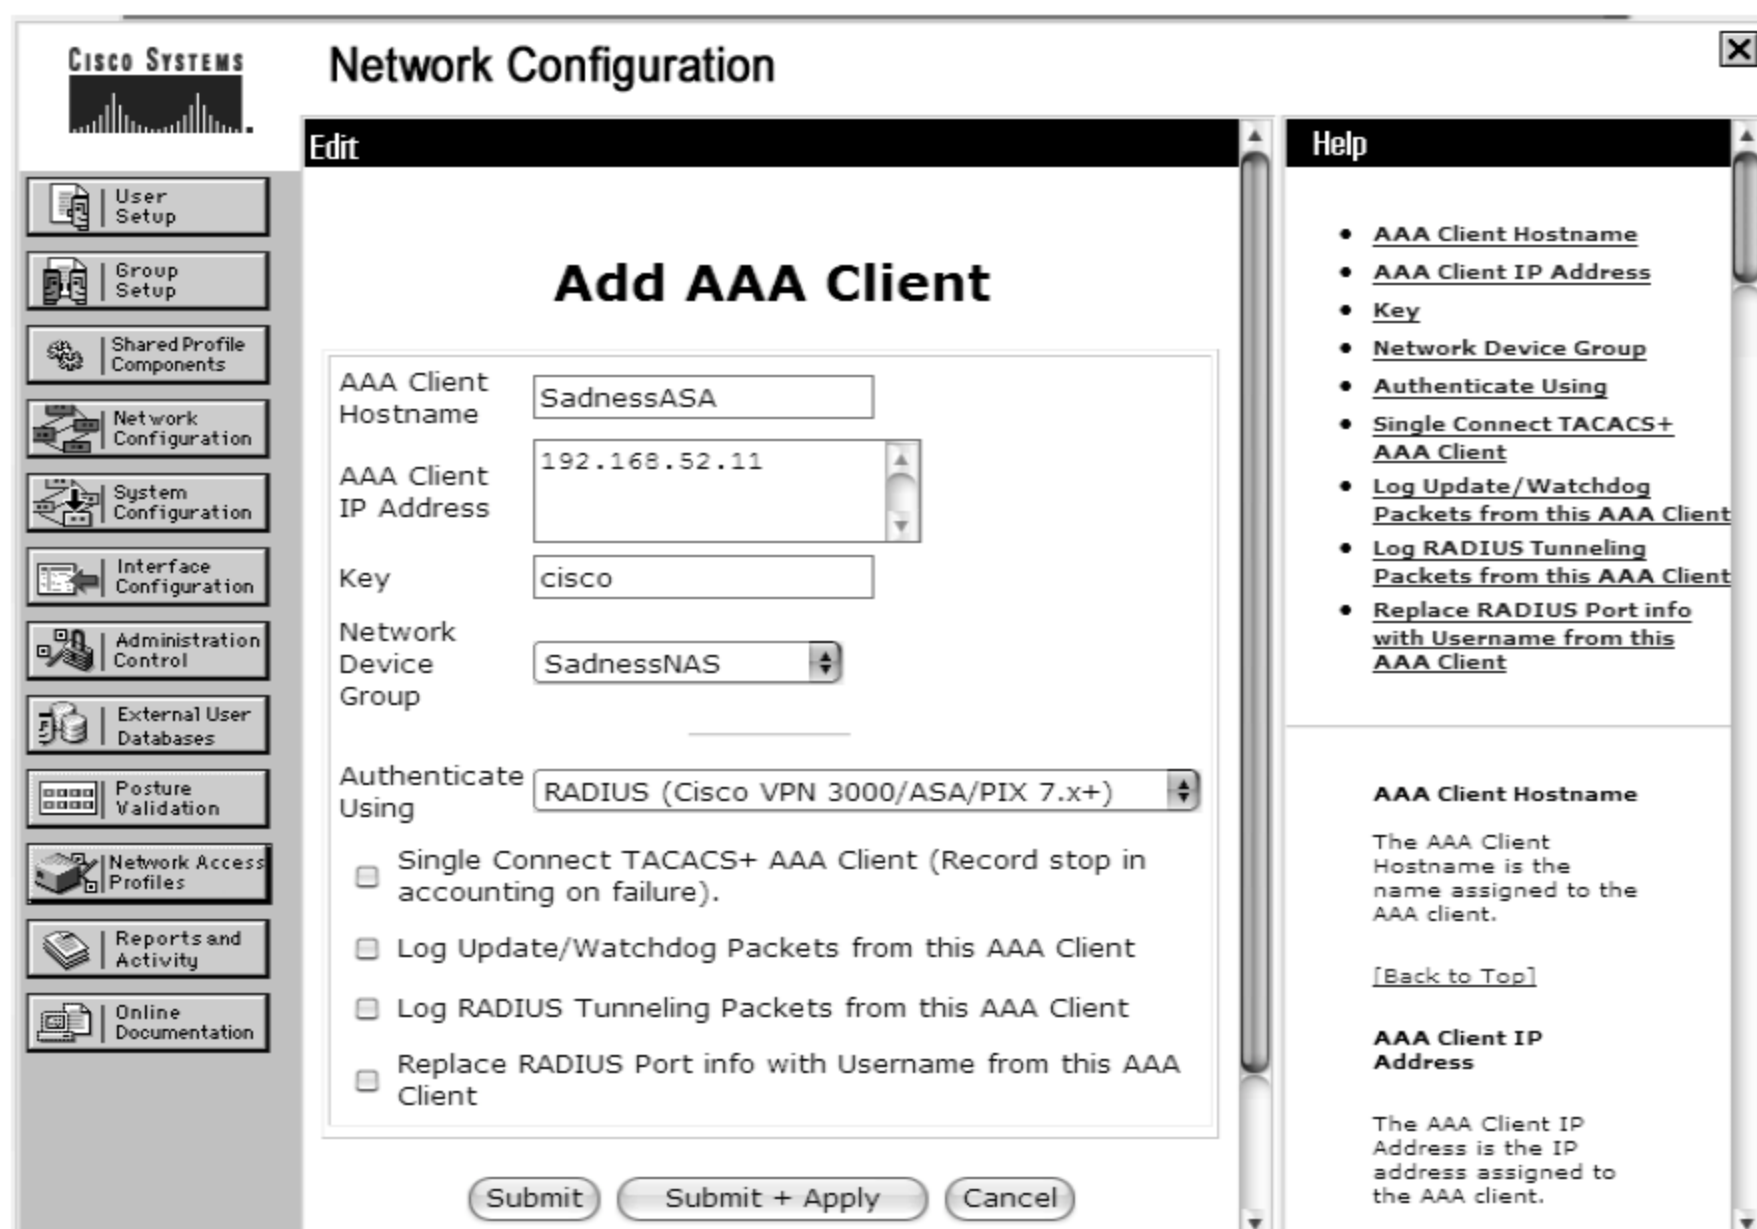 CISCO SYSTEMS
Network Configuration
User
Setup
Group
Setup
Shared Profile
Components
Network
Configuration
System
Configuration
Interface
Configuration
Administration
Control
External User
Databases
Posture
Validation
Network Access
Profiles
Reports and
Activity
Online
Documentation
Edit
Add AAA Client
AAA Client
Hostname
SadnessASA
AAA Client
IP Address
192.168.52.11
Key
cisco
Network
Device
Group
SadnessNAS
Authenticate
Using
RADIUS (Cisco VPN 3000/ASA/PIX 7.x+)
Single Connect TACACS+ AAA Client (Record stop in
accounting on failure).
Log Update/Watchdog Packets from this AAA Client
Log RADIUS Tunneling Packets from this AAA Client
Replace RADIUS Port info with Username from this AAA
Client
Submit
Submit + Apply
Cancel
Help
• AAA Client Hostname
• AAA Client IP Address
• Key
• Network Device Group
• Authenticate Using
• Single Connect TACACS+
AAA Client
• Log Update/Watchdog
Packets from this AAA Client
• Log RADIUS Tunneling
Packets from this AAA Client
• Replace RADIUS Port info
with Username from this
AAA Client
AAA Client Hostname
The AAA Client
Hostname is the
name assigned to the
AAA client.
[Back to Top]
AAA Client IP
Address
The AAA Client IP
Address is the IP
address assigned to
the AAA client.